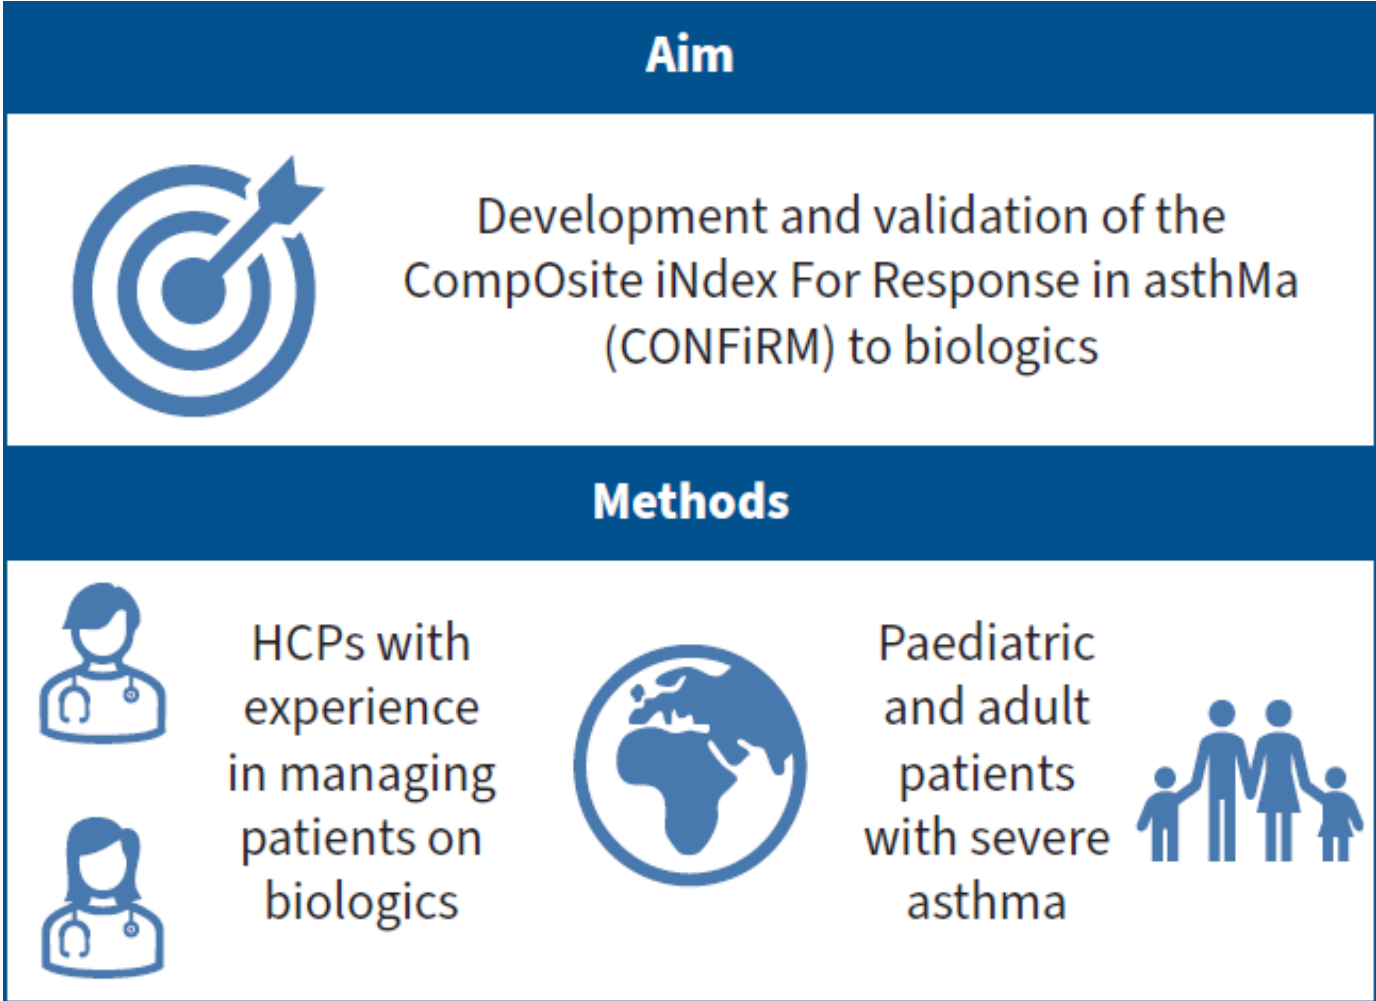 Aim
Development and validation of the
CompOsite iNdex For Response in asthMa
(CONFiRM) to biologics
Methods
HCPs with
experience
in managing
patients on
biologics
Paediatric
and adult
patients
with severe
asthma